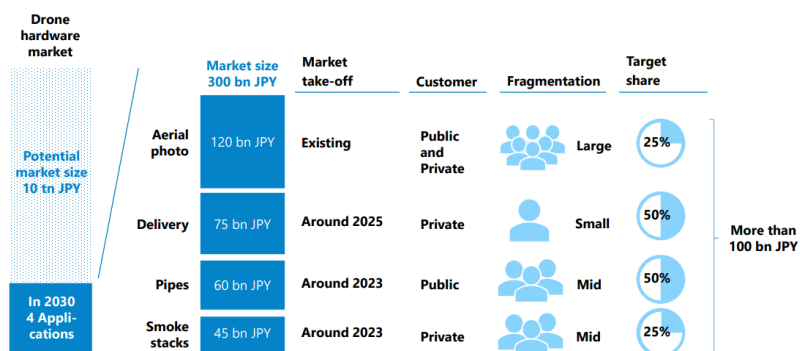 Drone
hardware
market
Potential
market size
10 tn JPY
In 2030
4 Appli-
cations
Market size
300 bn JPY
Market
take-off
Customer
Fragmentation
Target
share
Aerial
photo
120 bn JPY
Existing
Public
and
Private
Large
25%
Delivery
75 bn JPY
Around 2025
Private
Small
50%
Pipes
60 bn JPY
Around 2023
Public
Mid
50%
Smoke
stacks
45 bn JPY
Around 2023
Private
Mid
25%
More than
100 bn JPY